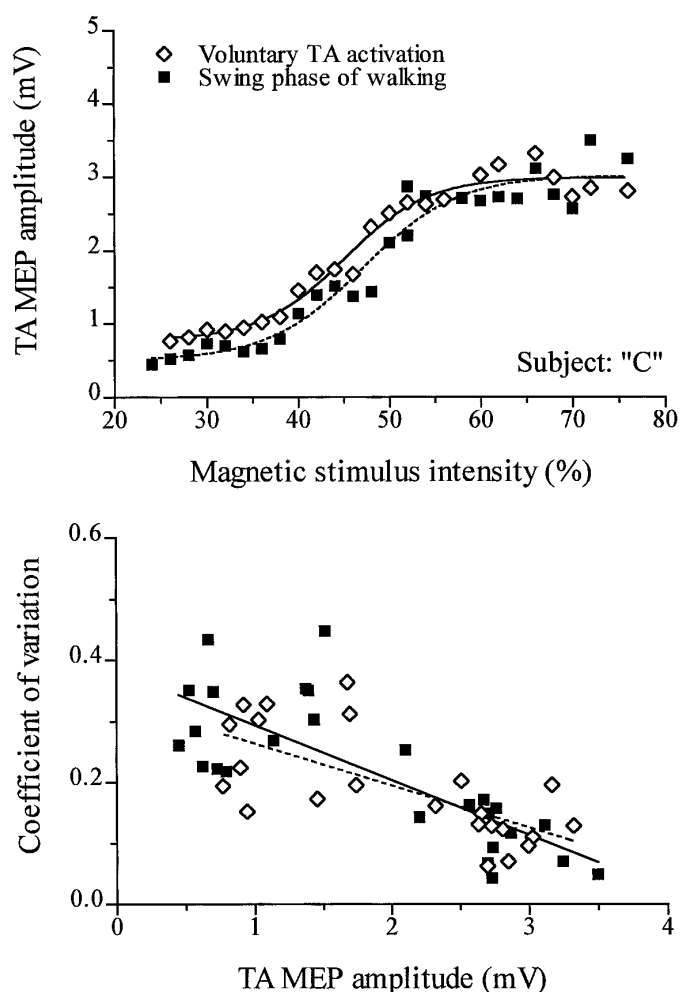 5
Voluntary TA activation
Swing phase of walking
4
3
2
1
0
TA MEP amplitude (mV)
Subject: "C"
20 30 40 50 60 70 80
Magnetic stimulus intensity (%)
0.6
0.4
0.2
0.0
Coefficient of variation
0 1 2 3 4
TA MEP amplitude (mV)